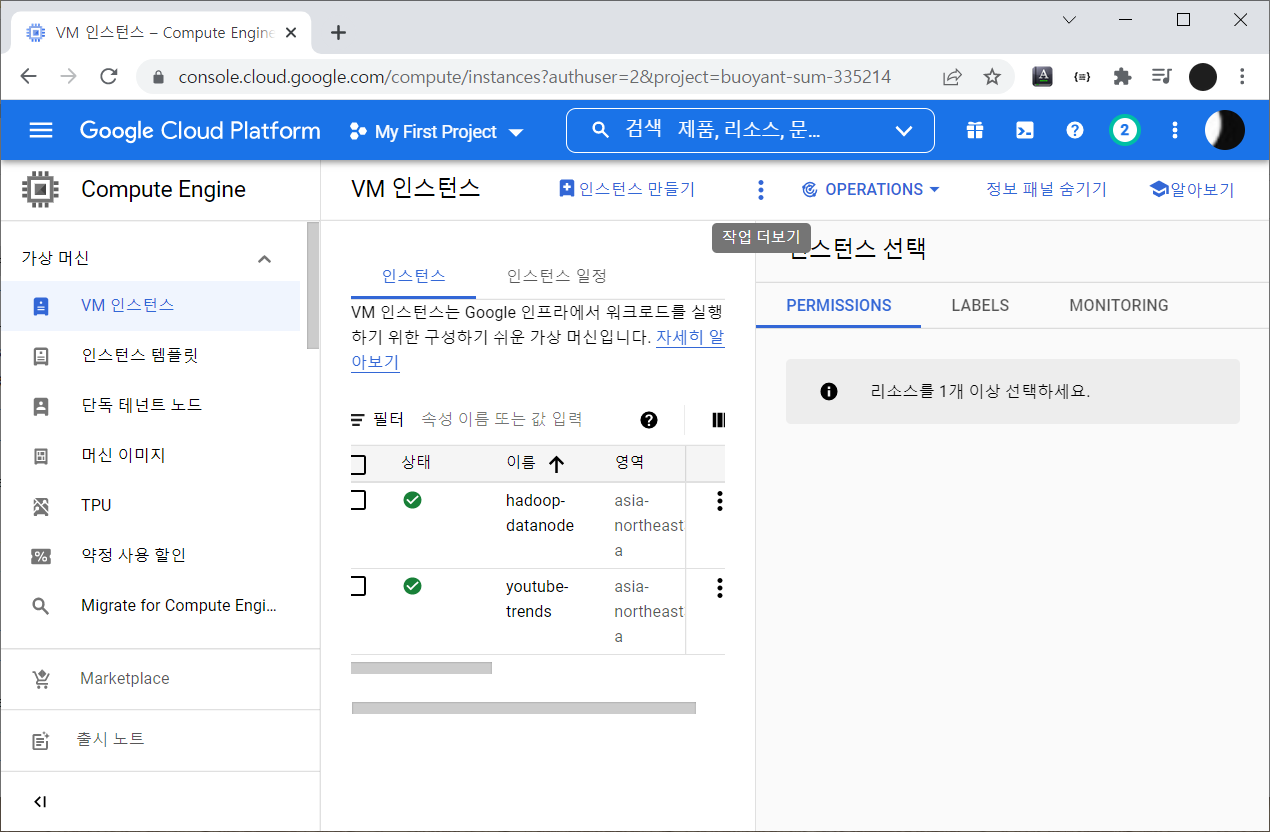 VM 인스턴스 – Compute Engine
console.cloud.google.com/compute/instances?authuser=2&project=buoyant-sum-335214
Google Cloud Platform
My First Project
검색 제품, 리소스, 문...
2
Compute Engine
VM 인스턴스
인스턴스 만들기
OPERATIONS
정보 패널 숨기기
알아보기
작업 더보기
가상 머신
VM 인스턴스
인스턴스 템플릿
단독 테넌트 노드
머신 이미지
TPU
약정 사용 할인
Migrate for Compute Engi...
Marketplace
출시 노트
인스턴스
인스턴스 일정
VM 인스턴스는 Google 인프라에서 워크로드를 실행
하기 위한 구성하기 쉬운 가상 머신입니다. 자세히 알
아보기
필터 속성 이름 또는 값 입력
상태 이름 영역
hadoop-
datanode
asia-
northeast
a
youtube-
trends
asia-
northeast
a
스턴스 선택
PERMISSIONS LABELS MONITORING
리소스를 1개 이상 선택하세요.